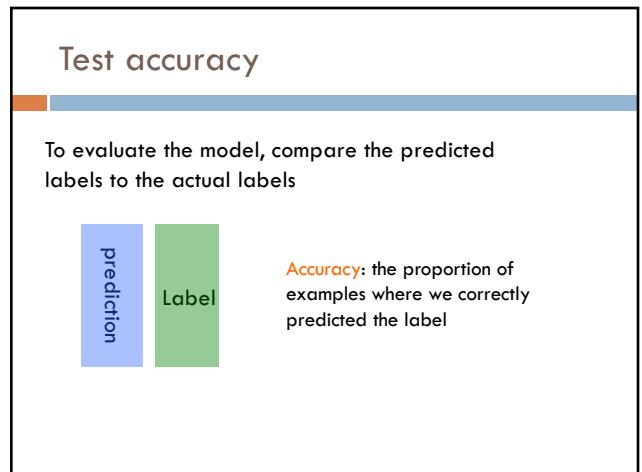 Test accuracy
To evaluate the model, compare the predicted
labels to the actual labels
prediction
Label
Accuracy: the proportion of
examples where we correctly
predicted the label